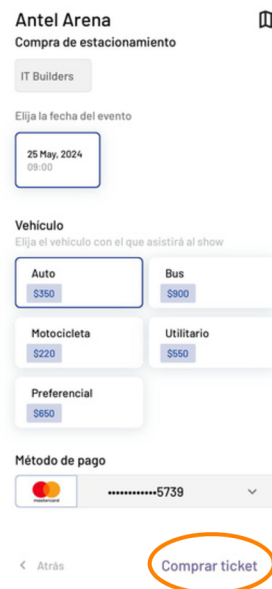 Antel Arena
Compra de estacionamiento
IT Builders
Elija la fecha del evento
25 May, 2024
09:00
Vehículo
Elija el vehículo con el que asistirá al show
Auto
$350
Bus
$900
Motocicleta
$220
Utilitario
$550
Preferencial
$650
Método de pago
mastercard
••••••••••••5739
Atrás
Comprar ticket